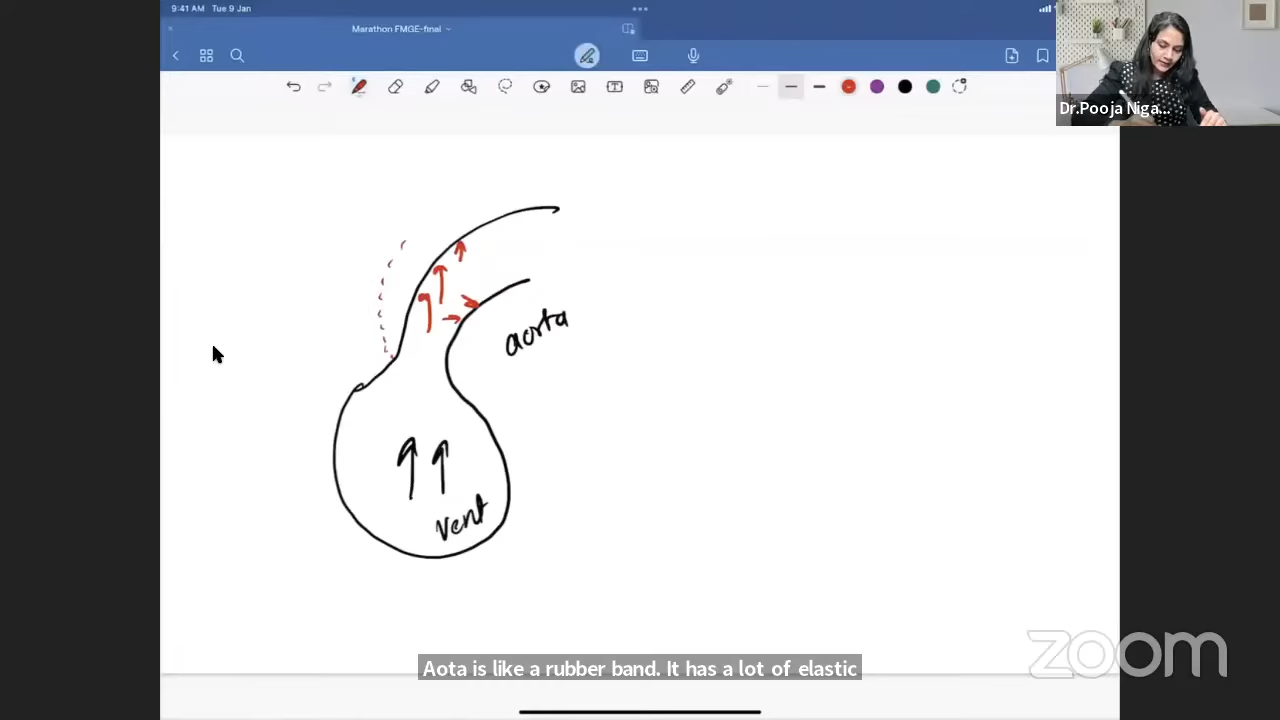 9:41 AM Tue 9 Jan
Marathon FMGE-final
Dr.Pooja Niga...
aorta
vent
zoom
Aota is like a rubber band. It has a lot of elastic